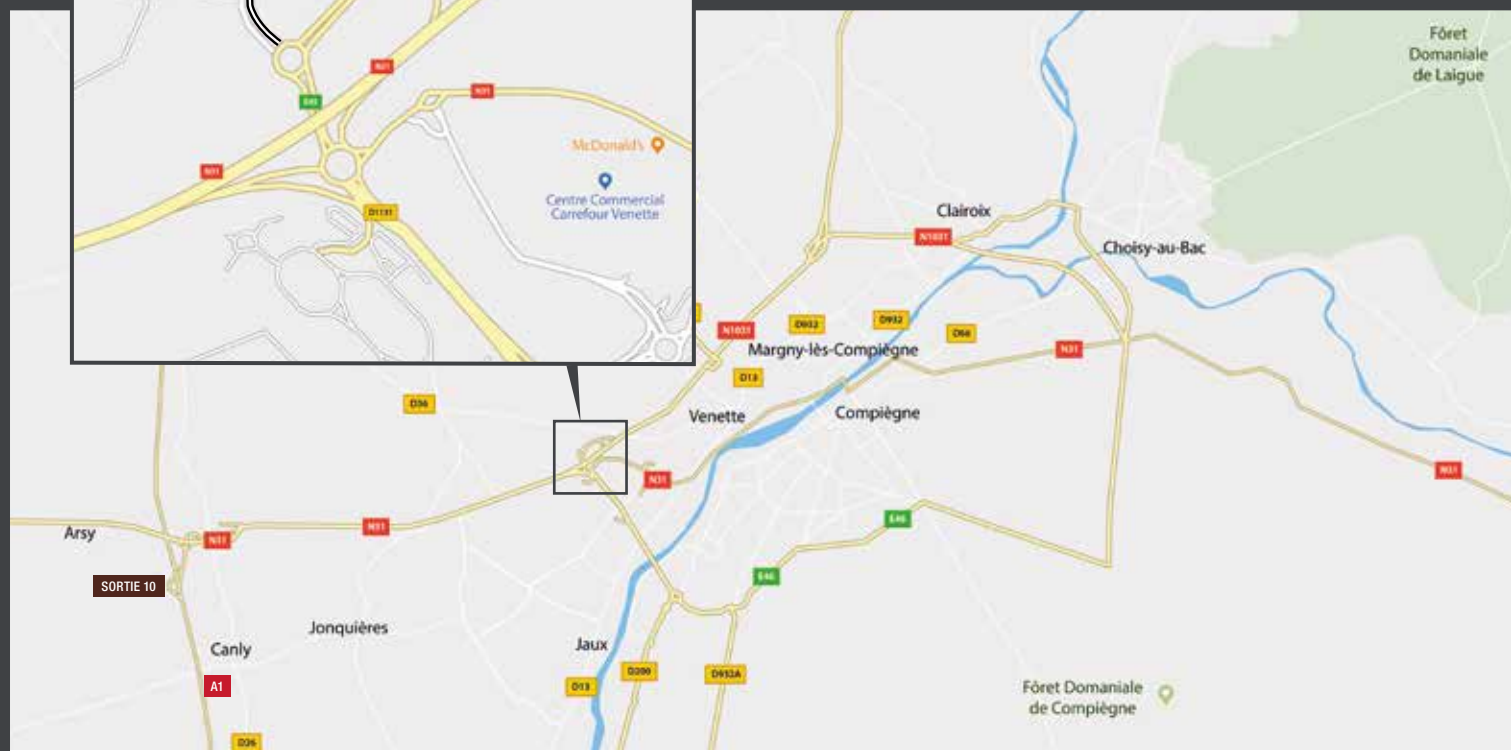 N31
E46
N31
N31
McDonald's
Centre Commercial
Carrefour Venette
D1131
Fôret
Domaniale
de Laigue
Clairoix
N1031
Choisy-au-Bac
N1031
D932
D932
D66
Margny-lès-Compiègne
N31
D13
D36
Venette
Compiègne
N31
N31
E46
Arsy
N31
N31
SORTIE 10
E46
Jonquières
Canly
Jaux
A1
D13
D200
D932A
Fôret Domaniale
de Compiègne
D26